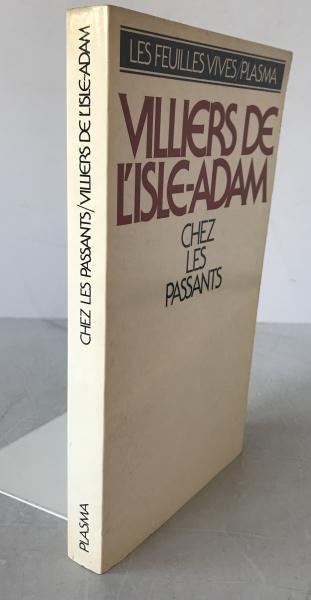 LES FEUILLES VIVES/PLASMA
VILLIERS DE
L'ISLE-ADAM
CHEZ
LES
PASSANTS
CHEZ LES PASSANTS/VILLIERS DE L'ISLE-ADAM
PLASMA